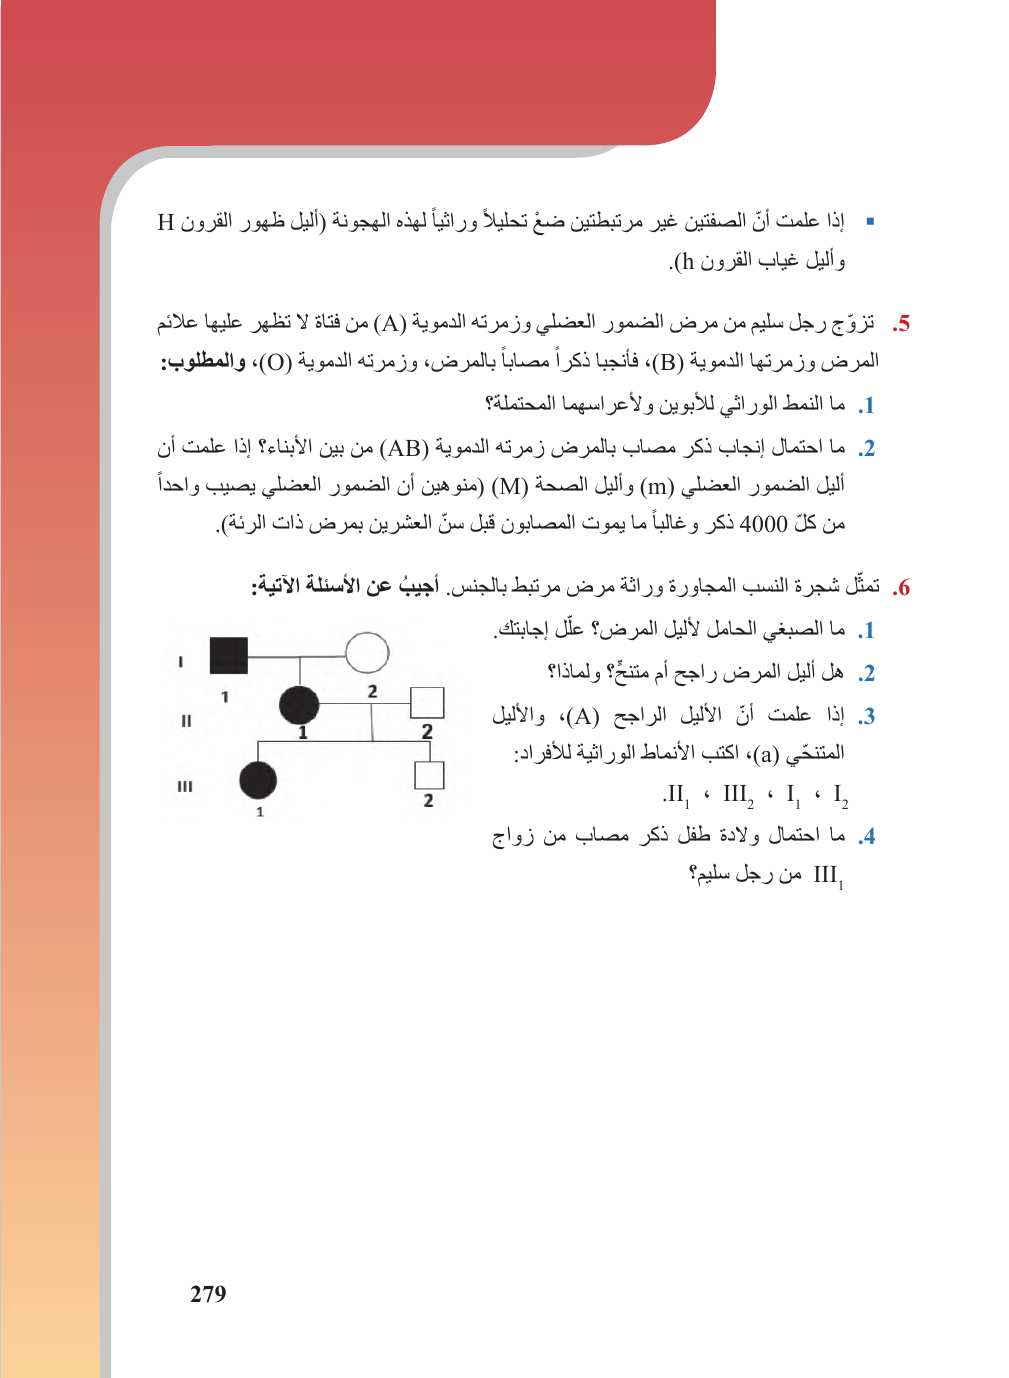 ▪ إذا علمت أنّ الصفتين غير مرتبطتين ضعْ تحليلاً وراثياً لهذه الهجونة (أليل ظهور القرون H
وأليل غياب القرون h).
5. تزوّج رجل سليم من مرض الضمور العضلي وزمرته الدموية (A) من فتاة لا تظهر عليها علائم
المرض وزمرتها الدموية (B)، فأنجبا ذكراً مصاباً بالمرض، وزمرته الدموية (O)، والمطلوب:
1. ما النمط الوراثي للأبوين ولأعراسهما المحتملة؟
2. ما احتمال إنجاب ذكر مصاب بالمرض زمرته الدموية (AB) من بين الأبناء؟ إذا علمت أن
أليل الضمور العضلي (m) وأليل الصحة (M) (منوهين أن الضمور العضلي يصيب واحداً
من كلّ 4000 ذكر وغالباً ما يموت المصابون قبل سنّ العشرين بمرض ذات الرئة).
6. تمثّل شجرة النسب المجاورة وراثة مرض مرتبط بالجنس. أجيبُ عن الأسئلة الآتية:
1. ما الصبغي الحامل لأليل المرض؟ علّل إجابتك.
2. هل أليل المرض راجح أم متنحٍّ؟ ولماذا؟
3. إذا علمت أنّ الأليل الراجح (A)، والأليل
المتنحّي (a)، اكتب الأنماط الوراثية للأفراد:
I₂ ، I₁ ، III₂ ، II₁.
4. ما احتمال ولادة طفل ذكر مصاب من زواج
III₁ من رجل سليم؟
I
1
2
II
1
2
III
1
2
279